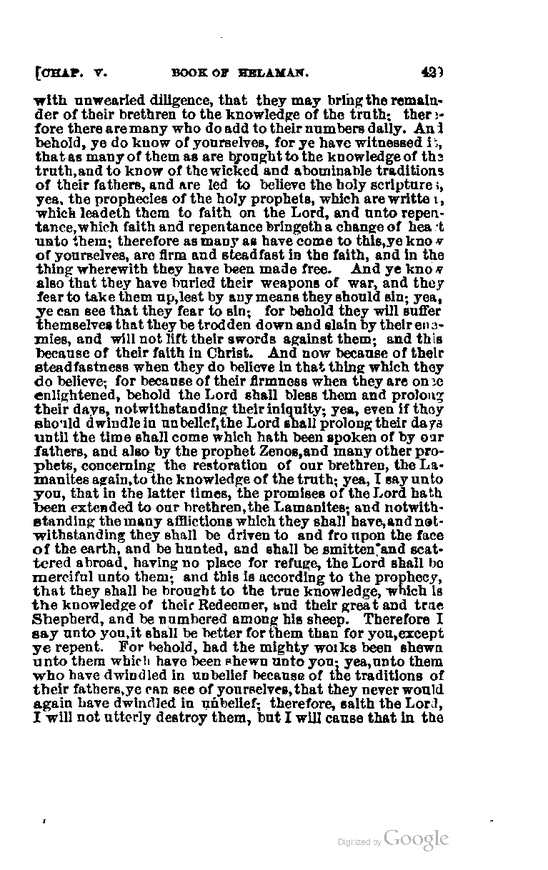 [CHAP. V. BOOK OF HELAMAN. 429
with unwearied diligence, that they may bring the remain-
der of their brethren to the knowledge of the truth; there-
fore there are many who do add to their numbers daily. And
behold, ye do know of yourselves, for ye have witnessed it,
that as many of them as are brought to the knowledge of the
truth, and to know of the wicked and abominable traditions
of their fathers, and are led to believe the holy scriptures,
yea, the prophecies of the holy prophets, which are written,
which leadeth them to faith on the Lord, and unto repen-
tance, which faith and repentance bringeth a change of heart
unto them; therefore as many as have come to this, ye know
of yourselves, are firm and steadfast in the faith, and in the
thing wherewith they have been made free. And ye know
also that they have buried their weapons of war, and they
fear to take them up, lest by any means they should sin; yea,
ye can see that they fear to sin; for behold they will suffer
themselves that they be trodden down and slain by their ene-
mies, and will not lift their swords against them; and this
because of their faith in Christ. And now because of their
steadfastness when they do believe in that thing which they
do believe; for because of their firmness when they are once
enlightened, behold the Lord shall bless them and prolong
their days, notwithstanding their iniquity; yea, even if they
should dwindle in unbelief, the Lord shall prolong their days
until the time shall come which hath been spoken of by our
fathers, and also by the prophet Zenos, and many other pro-
phets, concerning the restoration of our brethren, the La-
manites again, to the knowledge of the truth; yea, I say unto
you, that in the latter times, the promises of the Lord hath
been extended to our brethren, the Lamanites; and notwith-
standing the many afflictions which they shall have, and not-
withstanding they shall be driven to and fro upon the face
of the earth, and be hunted, and shall be smitten and scat-
tered abroad, having no place for refuge, the Lord shall be
merciful unto them; and this is according to the prophecy,
that they shall be brought to the true knowledge, which is
the knowledge of their Redeemer, and their great and true
Shepherd, and be numbered among his sheep. Therefore I
say unto you, it shall be better for them than for you, except
ye repent. For behold, had the mighty works been shewn
unto them which have been shewn unto you; yea, unto them
who have dwindled in unbelief because of the traditions of
their fathers, ye can see of yourselves, that they never would
again have dwindled in unbelief; therefore, saith the Lord,
I will not utterly destroy them, but I will cause that in the
Digitized by Google